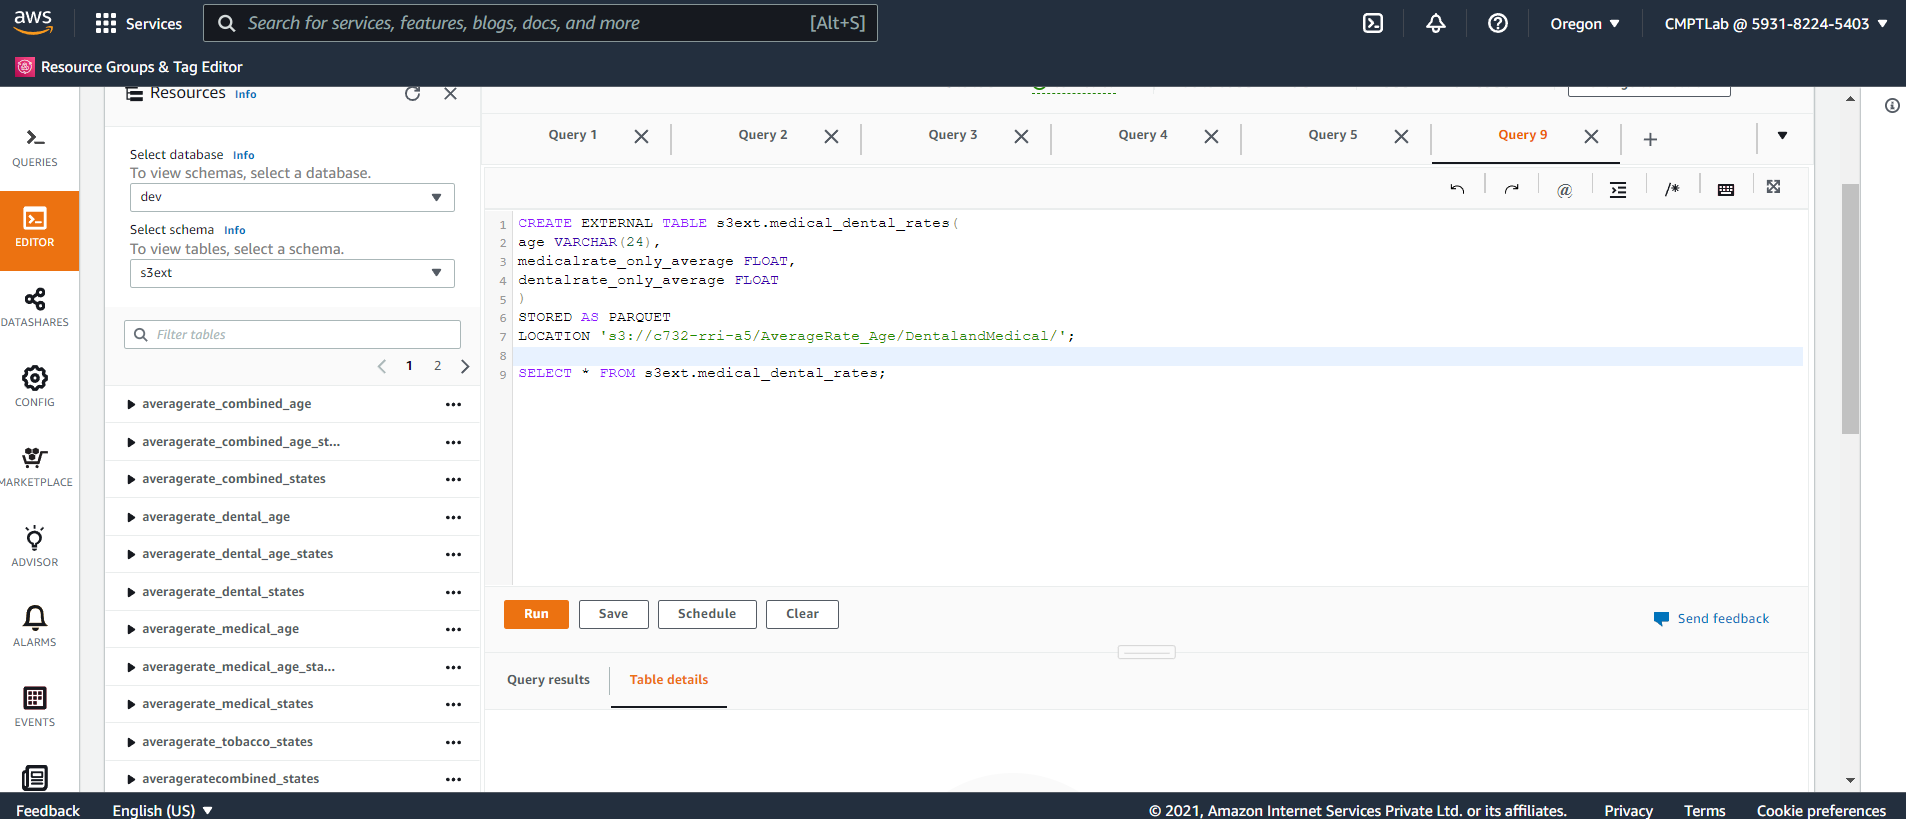 aws
Services
Search for services, features, blogs, docs, and more
[Alt+S]
Oregon
CMPTLab @ 5931-8224-5403
Resource Groups & Tag Editor
QUERIES
EDITOR
DATASHARES
CONFIG
MARKETPLACE
ADVISOR
ALARMS
EVENTS
Resources Info
Select database Info
To view schemas, select a database.
dev
Select schema Info
To view tables, select a schema.
s3ext
Filter tables
1 2
averagerate_combined_age
averagerate_combined_age_st...
averagerate_combined_states
averagerate_dental_age
averagerate_dental_age_states
averagerate_dental_states
averagerate_medical_age
averagerate_medical_age_sta...
averagerate_medical_states
averagerate_tobacco_states
averageratecombined_states
Query 1
Query 2
Query 3
Query 4
Query 5
Query 9
@
/*
1 CREATE EXTERNAL TABLE s3ext.medical_dental_rates(
2 age VARCHAR(24),
3 medicalrate_only_average FLOAT,
4 dentalrate_only_average FLOAT
5 )
6 STORED AS PARQUET
7 LOCATION 's3://c732-rri-a5/AverageRate_Age/DentalandMedical/';
8
9 SELECT * FROM s3ext.medical_dental_rates;
Run
Save
Schedule
Clear
Send feedback
Query results
Table details
Feedback
English (US)
© 2021, Amazon Internet Services Private Ltd. or its affiliates.
Privacy
Terms
Cookie preferences